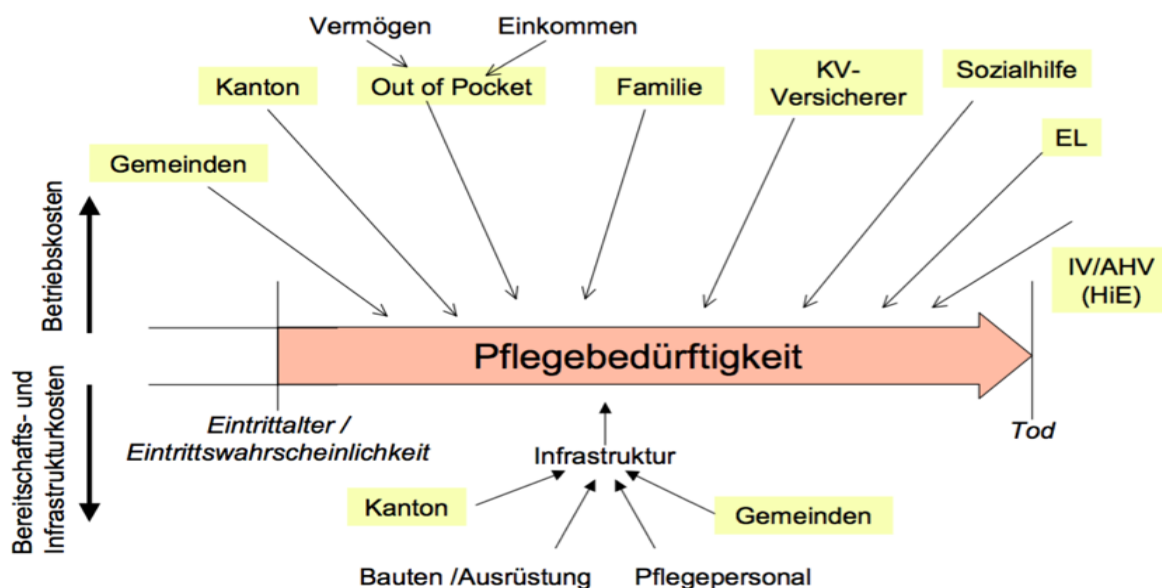 Vermögen
Einkommen
Kanton
Out of Pocket
Familie
KV-
Versicherer
Sozialhilfe
Gemeinden
EL
IV/AHV
(HiE)
Betriebskosten
Pflegebedürftigkeit
Bereitschafts- und
Infrastrukturkosten
Eintrittalter /
Eintrittswahrscheinlichkeit
Tod
Infrastruktur
Kanton
Gemeinden
Bauten /Ausrüstung
Pflegepersonal